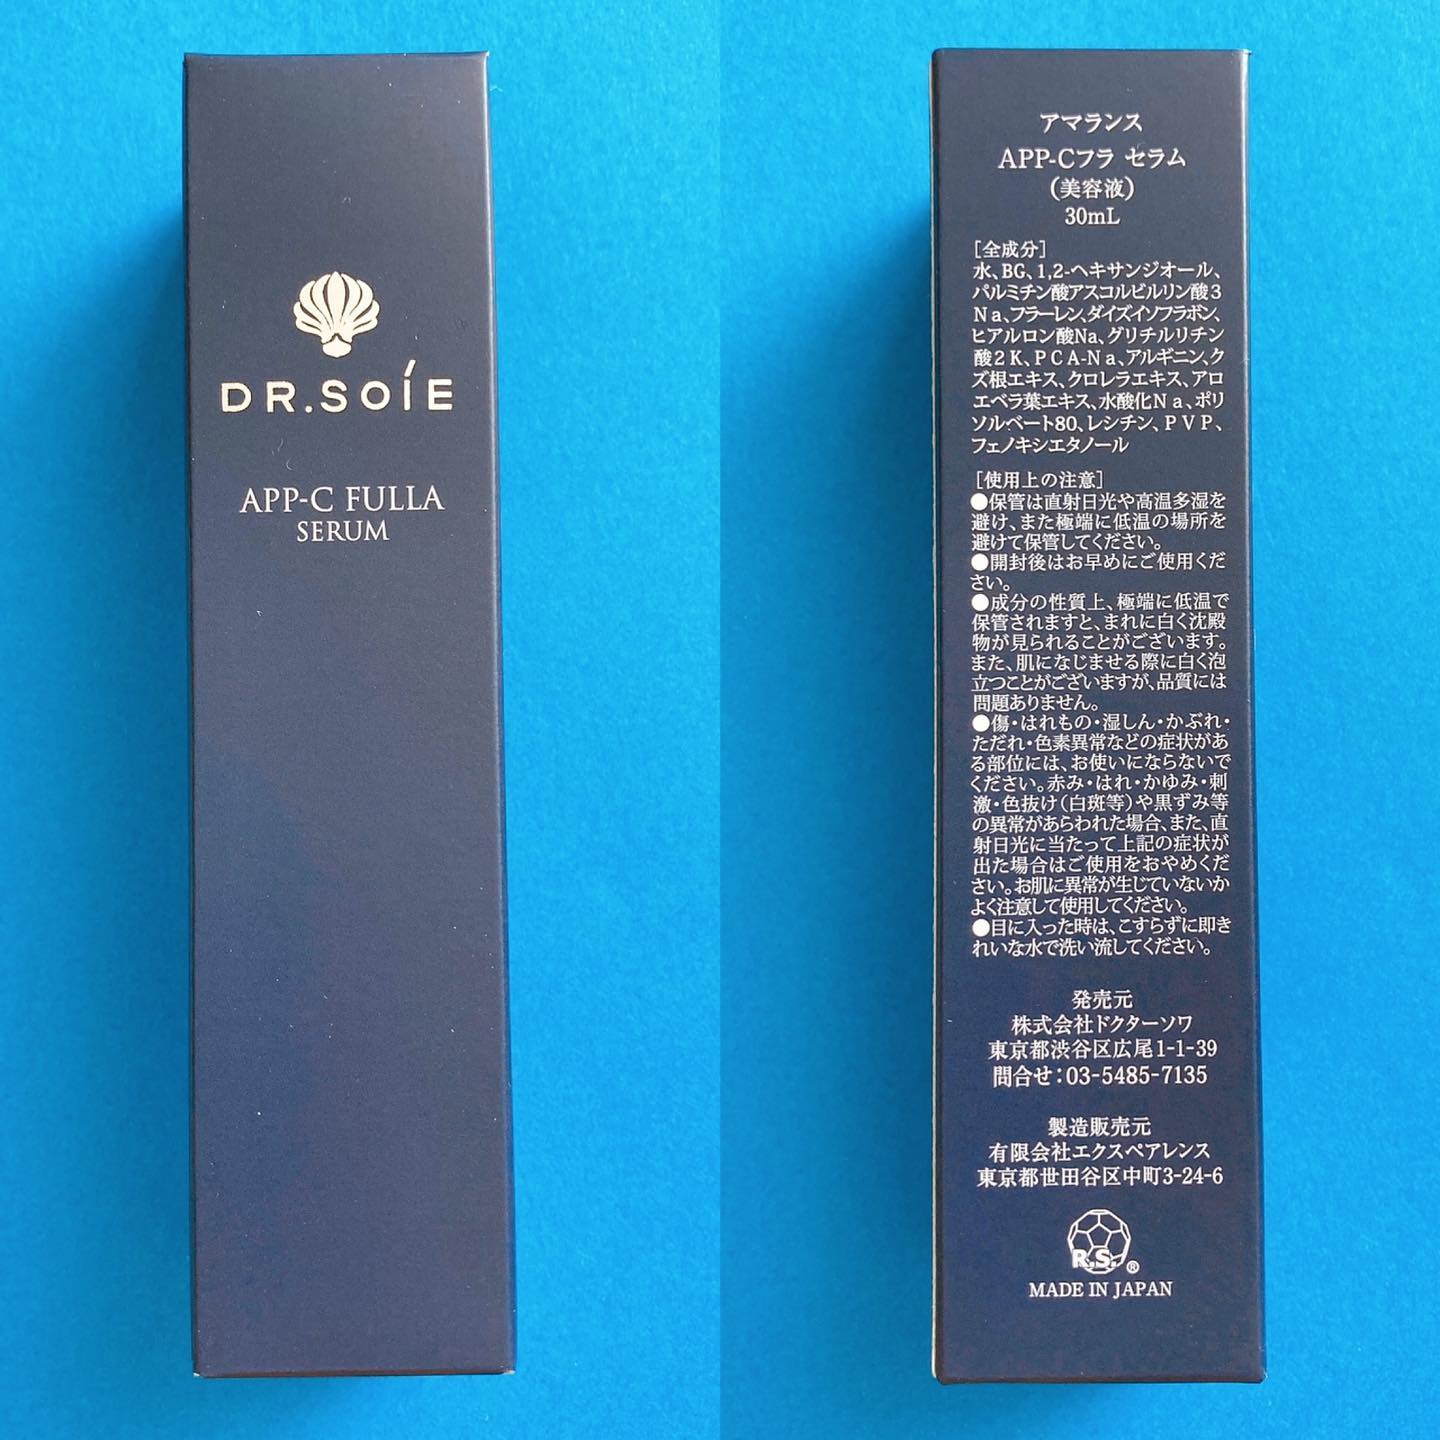 DR.SOÍE
APP-C FULLA
SERUM
アマランス
APP-Cフラ セラム
(美容液)
30mL
[全成分]
水、BG、1,2-ヘキサンジオール、
パルミチン酸アスコルビルリン酸3
Na、フラーレン、ダイズイソフラボン、
ヒアルロン酸Na、グリチルリチン
酸2K、PCA-Na、アルギニン、ク
ズ根エキス、クロレラエキス、アロ
エベラ葉エキス、水酸化Na、ポリ
ソルベート80、レシチン、PVP、
フェノキシエタノール
[使用上の注意]
●保管は直射日光や高温多湿を
避け、また極端に低温の場所を
避けて保管してください。
●開封後はお早めにご使用くだ
さい。
●成分の性質上、極端に低温で
保管されますと、まれに白く沈殿
物が見られることがございます。
また、肌になじませる際に白く泡
立つことがございますが、品質には
問題ありません。
●傷・はれもの・湿しん・かぶれ・
ただれ・色素異常などの症状があ
る部位には、お使いにならないで
ください。赤み・はれ・かゆみ・刺
激・色抜け(白斑等)や黒ずみ等
の異常があらわれた場合、また、直
射日光に当たって上記の症状が
出た場合はご使用をおやめくだ
さい。お肌に異常が生じていないか
よく注意して使用してください。
●目に入った時は、こすらずに即き
れいな水で洗い流してください。
発売元
株式会社ドクターソワ
東京都渋谷区広尾1-1-39
問合せ:03-5485-7135
製造販売元
有限会社エクスペアレンス
東京都世田谷区中町3-24-6
R.S.®
MADE IN JAPAN